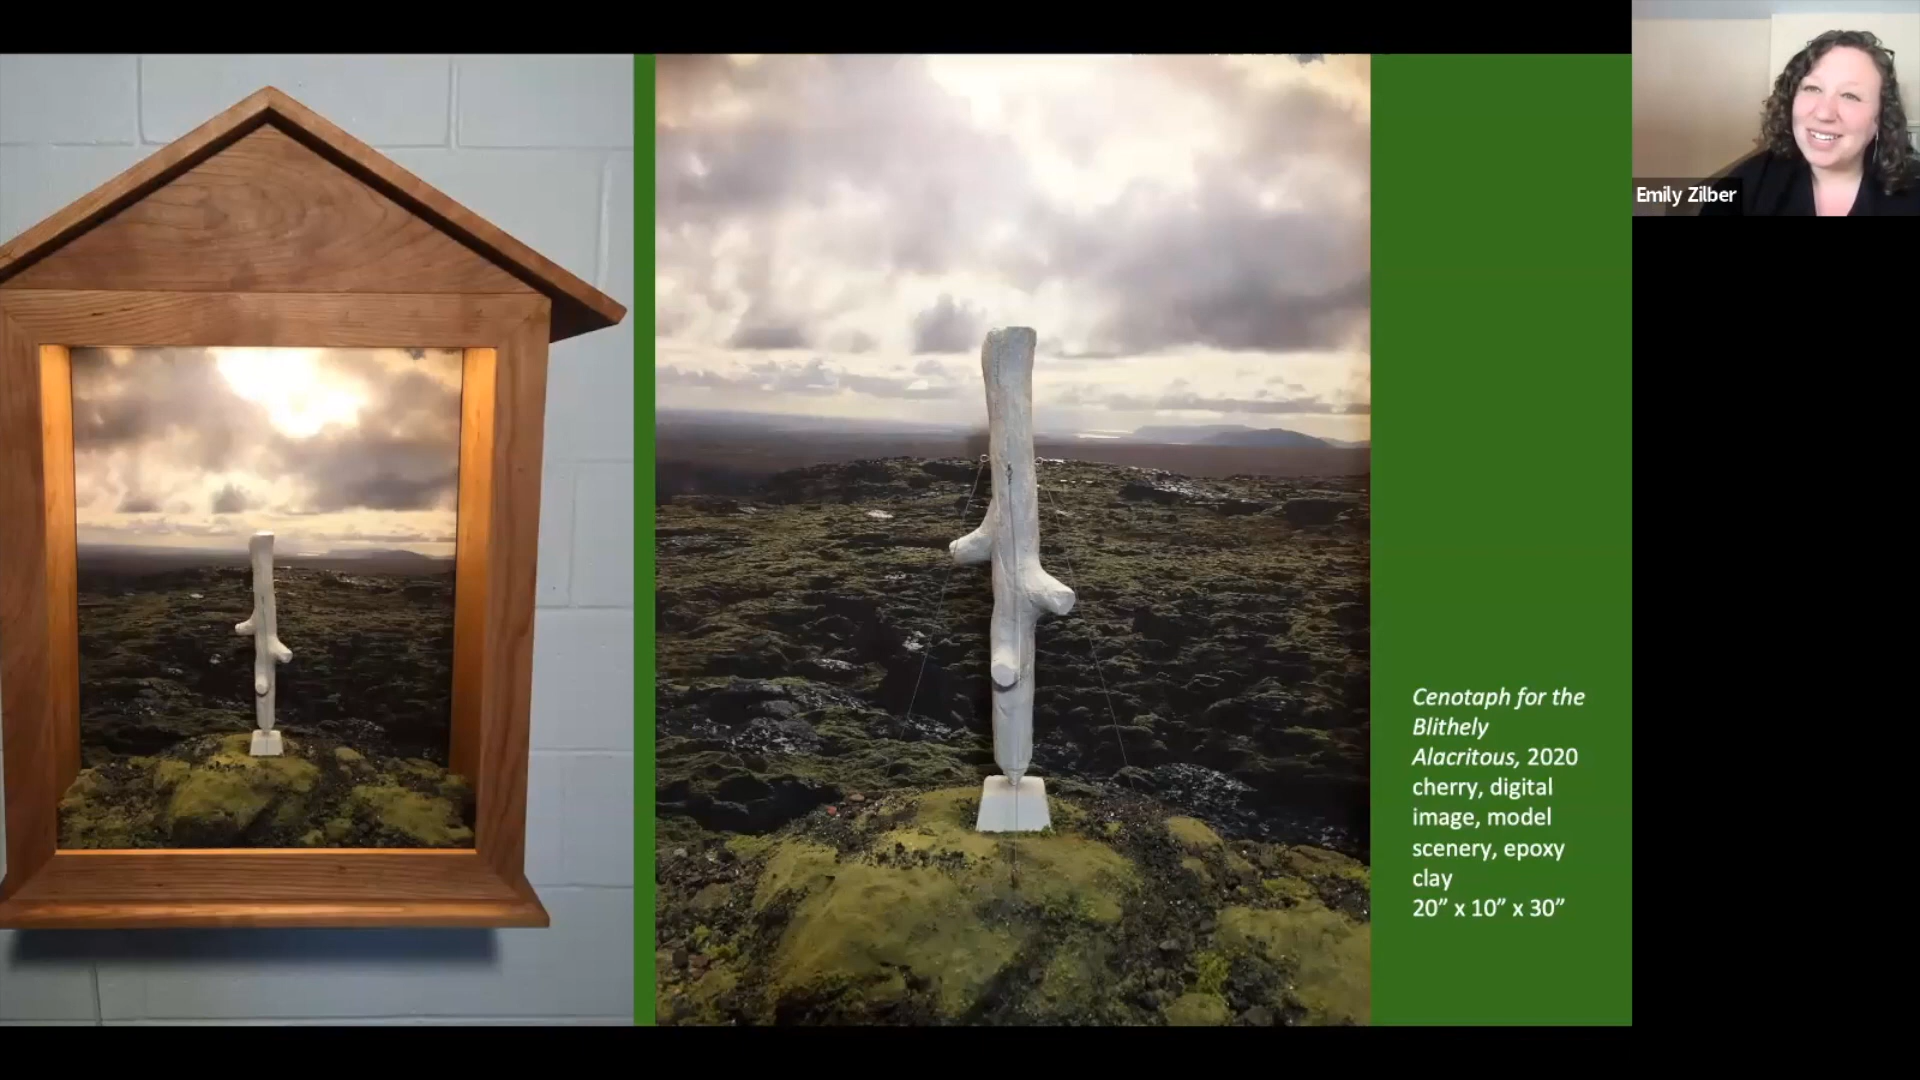 Emily Zilber
Cenotaph for the
Blithely
Alacritous, 2020
cherry, digital
image, model
scenery, epoxy
clay
20” x 10” x 30”